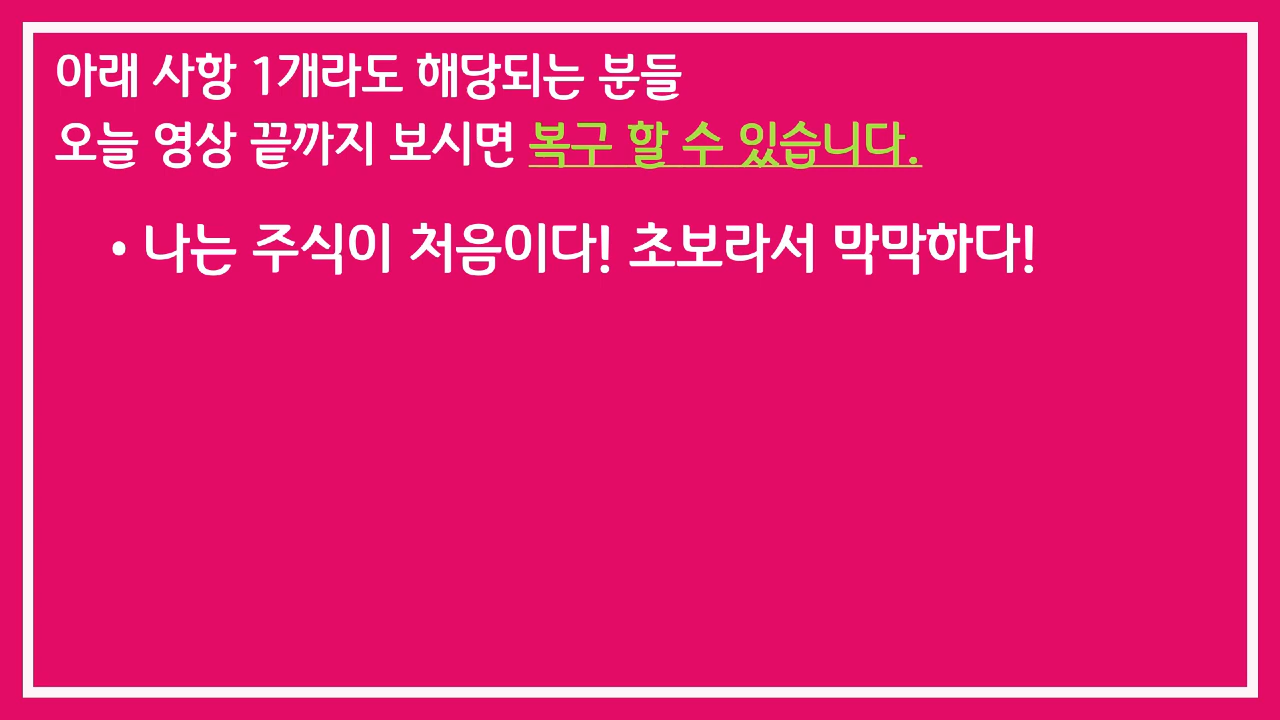 아래 사항 1개라도 해당되는 분들
오늘 영상 끝까지 보시면 복구 할 수 있습니다.
• 나는 주식이 처음이다! 초보라서 막막하다!